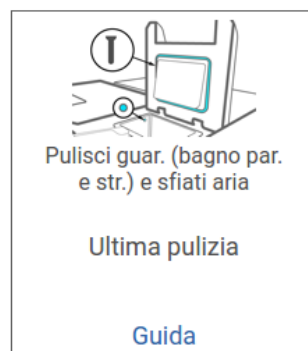 Pulisci guar. (bagno par.
e str.) e sfiati aria
Ultima pulizia
Guida